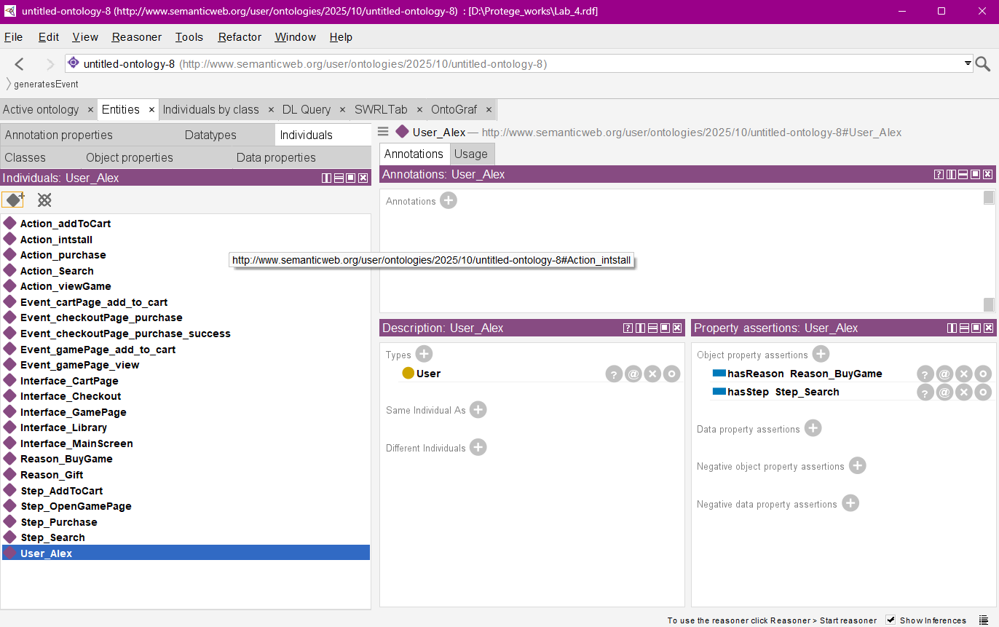 untitled-ontology-8 (http://www.semanticweb.org/user/ontologies/2025/10/untitled-ontology-8) : [D:\Protege_works\Lab_4.rdf]
File Edit View Reasoner Tools Refactor Window Help
untitled-ontology-8 (http://www.semanticweb.org/user/ontologies/2025/10/untitled-ontology-8)
generatesEvent
Active ontology × Entities × Individuals by class × DL Query × SWRLTab × OntoGraf ×
Annotation properties Datatypes Individuals
Classes Object properties Data properties
Individuals: User_Alex
Action_addToCart
Action_intstall
Action_purchase
Action_Search
Action_viewGame
Event_cartPage_add_to_cart
Event_checkoutPage_purchase
Event_checkoutPage_purchase_success
Event_gamePage_add_to_cart
Event_gamePage_view
Interface_CartPage
Interface_Checkout
Interface_GamePage
Interface_Library
Interface_MainScreen
Reason_BuyGame
Reason_Gift
Step_AddToCart
Step_OpenGamePage
Step_Purchase
Step_Search
User_Alex
http://www.semanticweb.org/user/ontologies/2025/10/untitled-ontology-8#Action_intstall
User_Alex — http://www.semanticweb.org/user/ontologies/2025/10/untitled-ontology-8#User_Alex
Annotations Usage
Annotations: User_Alex
Annotations
Description: User_Alex
Types
User
Same Individual As
Different Individuals
Property assertions: User_Alex
Object property assertions
hasReason Reason_BuyGame
hasStep Step_Search
Data property assertions
Negative object property assertions
Negative data property assertions
To use the reasoner click Reasoner > Start reasoner Show Inferences